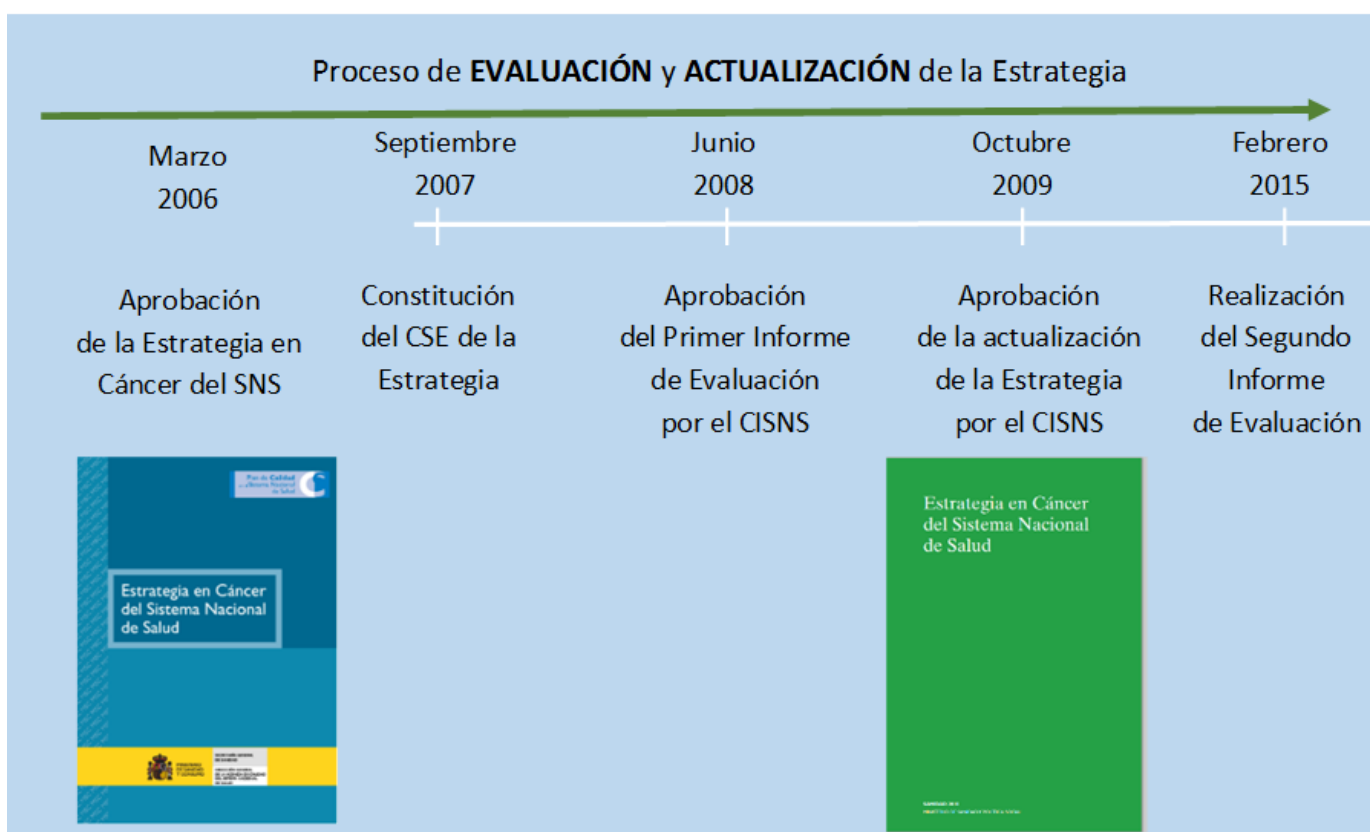 Proceso de EVALUACIÓN y ACTUALIZACIÓN de la Estrategia
Marzo
2006
Septiembre
2007
Junio
2008
Octubre
2009
Febrero
2015
Aprobación
de la Estrategia en
Cáncer del SNS
Constitución
del CSE de la
Estrategia
Aprobación
del Primer Informe
de Evaluación
por el CISNS
Aprobación
de la actualización
de la Estrategia
por el CISNS
Realización
del Segundo
Informe
de Evaluación
Plan de Calidad
Estrategia en Cáncer
del Sistema Nacional
de Salud
Estrategia en Cáncer
del Sistema Nacional
de Salud